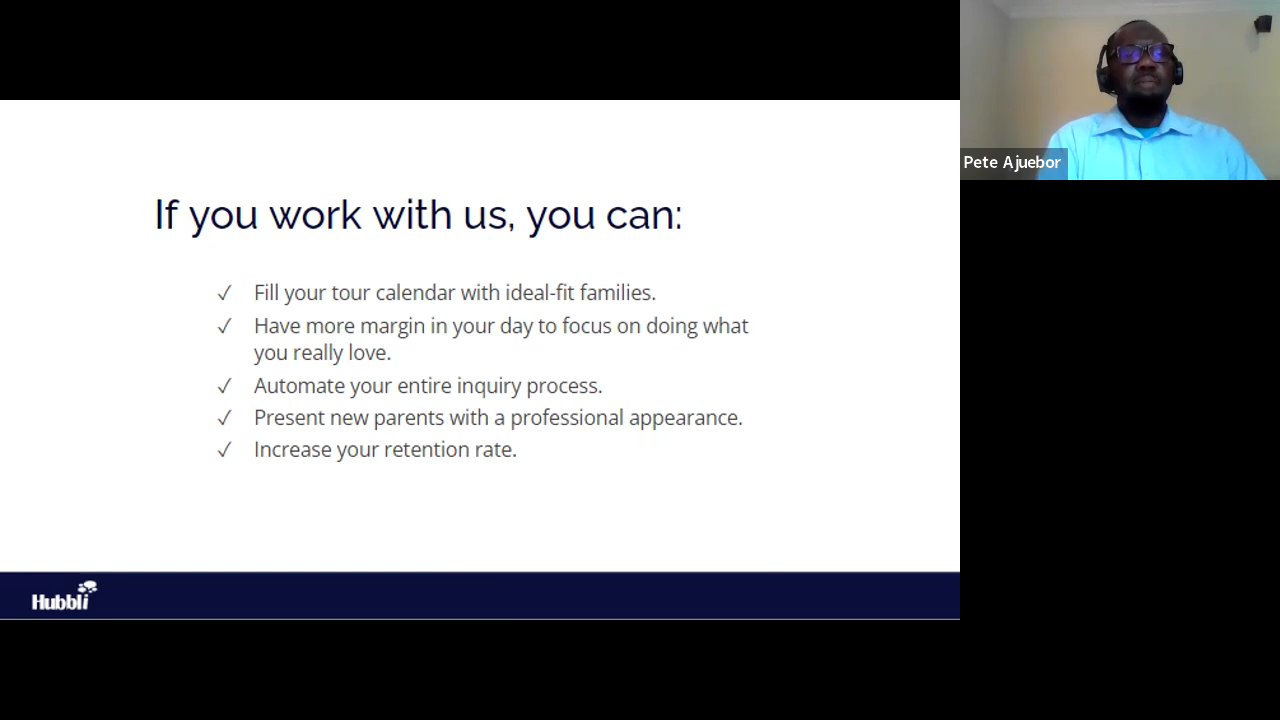 If you work with us, you can:
✓ Fill your tour calendar with ideal-fit families.
✓ Have more margin in your day to focus on doing what
you really love.
✓ Automate your entire inquiry process.
✓ Present new parents with a professional appearance.
✓ Increase your retention rate.
Hubbli
Pete Ajuebor